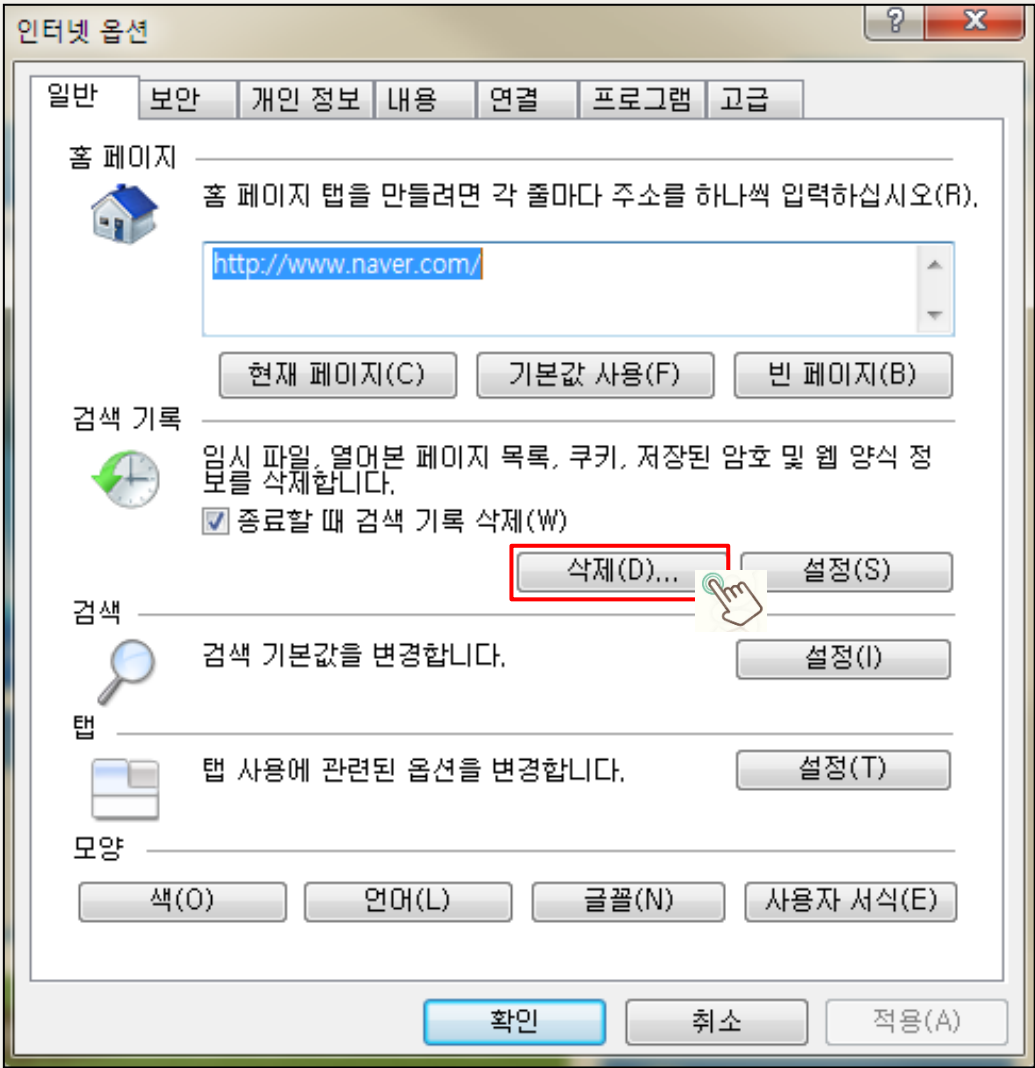 인터넷 옵션
일반 보안 개인 정보 내용 연결 프로그램 고급
홈 페이지
홈 페이지 탭을 만들려면 각 줄마다 주소를 하나씩 입력하십시오(R).
http://www.naver.com/
현재 페이지(C) 기본값 사용(F) 빈 페이지(B)
검색 기록
임시 파일, 열어본 페이지 목록, 쿠키, 저장된 암호 및 웹 양식 정
보를 삭제합니다.
종료할 때 검색 기록 삭제(W)
삭제(D)... 설정(S)
검색
검색 기본값을 변경합니다. 설정(I)
탭
탭 사용에 관련된 옵션을 변경합니다. 설정(T)
모양
색(O) 언어(L) 글꼴(N) 사용자 서식(E)
확인 취소 적용(A)